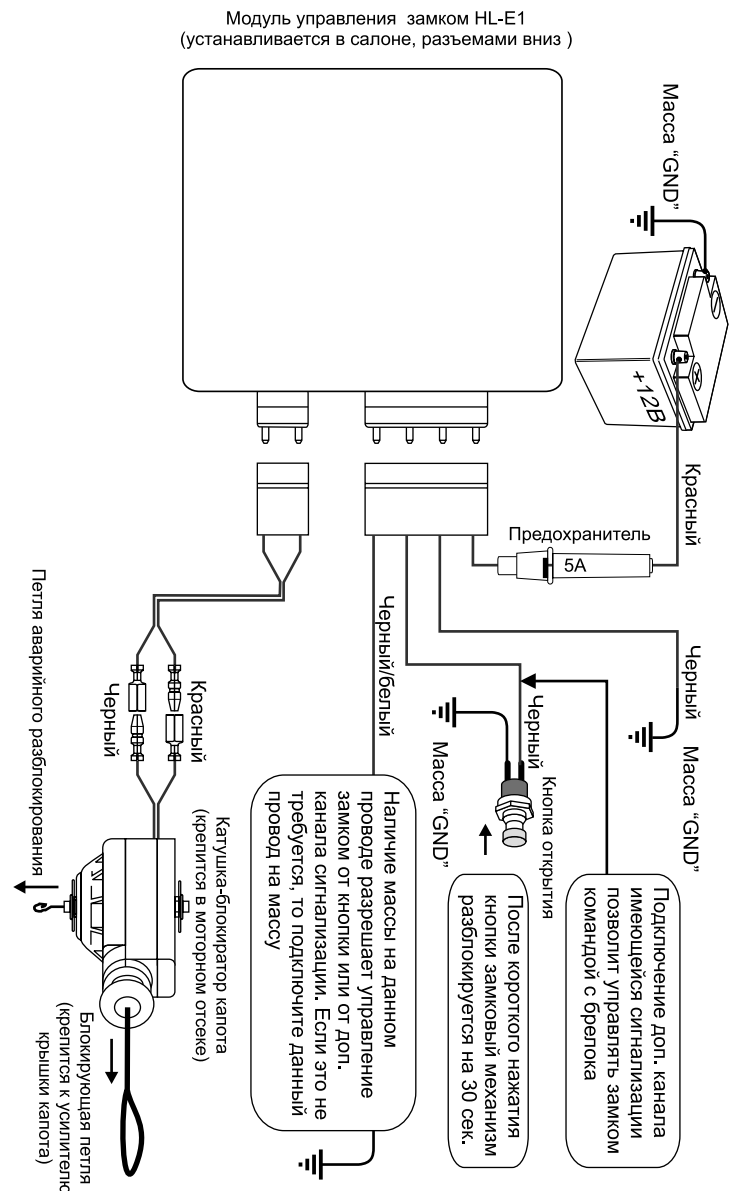 Модуль управления замком HL-E1
(устанавливается в салоне, разъемами вниз )
Масса “GND”
+12В
Красный
Предохранитель
5А
Черный
Масса “GND”
Черный
Кнопка открытия
Масса “GND”
Черный/белый
Подключение доп. канала
имеющейся сигнализации
позволит управлять замком
командой с брелока
После короткого нажатия
кнопки замковый механизм
разблокируется на 30 сек.
Наличие массы на данном
проводе разрешает управление
замком от кнопки или от доп.
канала сигнализации. Если это не
требуется, то подключите данный
провод на массу
Красный
Черный
Петля аварийного разблокирования
Катушка-блокиратор капота
(крепится в моторном отсеке)
Блокирующая петля
(крепится к усилителю
крышки капота)